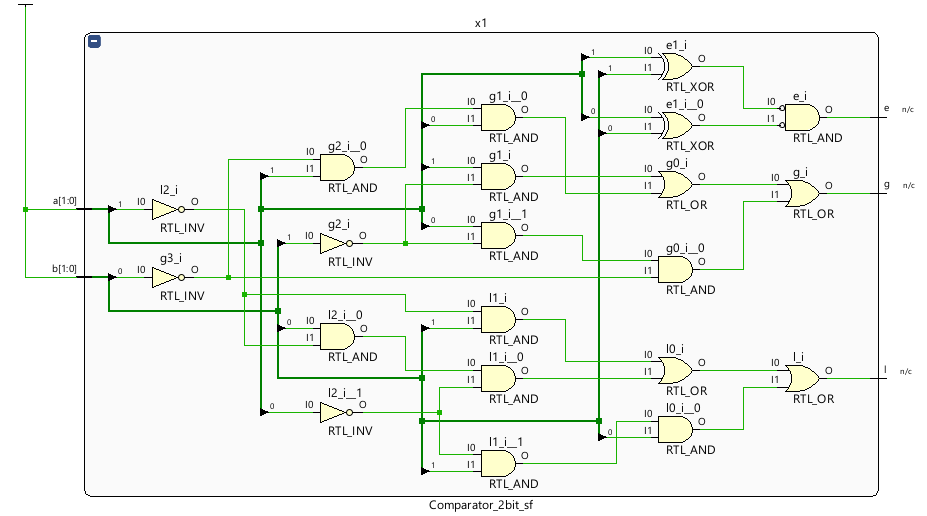 x1
e1_i
1 I0 O
1 I1
RTL_XOR
g1_i__0
I0 O
0 I1
RTL_AND
e1_i__0
0 I0 O
0 I1
RTL_XOR
e_i
I0 O
I1
RTL_AND
e n/c
g2_i__0
I0 O
1 I1
RTL_AND
g1_i
1 I0 O
I1
RTL_AND
g0_i
I0 O
I1
RTL_OR
g_i
I0 O
I1
RTL_OR
g n/c
a[1:0]
l2_i
1 I0 O
RTL_INV
g2_i
1 I0 O
RTL_INV
g1_i__1
0 I0 O
I1
RTL_AND
b[1:0]
g3_i
0 I0 O
RTL_INV
g0_i__0
I0 O
I1
RTL_AND
l2_i__0
0 I0 O
I1
RTL_AND
l1_i
I0 O
1 I1
RTL_AND
l1_i__0
I0 O
I1
RTL_AND
l0_i
I0 O
I1
RTL_OR
l_i
I0 O
I1
RTL_OR
l n/c
l2_i__1
0 I0 O
RTL_INV
l0_i__0
I0 O
0 I1
RTL_AND
l1_i__1
I0 O
1 I1
RTL_AND
Comparator_2bit_sf